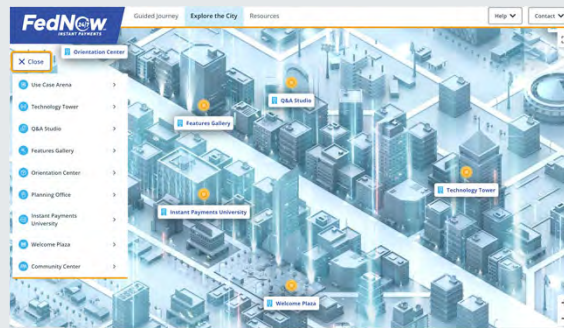 FedNow
24/7
INSTANT PAYMENTS
Guided Journey
Explore the City
Resources
Help
Contact
Orientation Center
X Close
Use Case Arena
Technology Tower
Q&A Studio
Features Gallery
Orientation Center
Planning Office
Instant Payments
University
Welcome Plaza
Community Center
Q&A Studio
Features Gallery
Technology Tower
Instant Payments University
Welcome Plaza